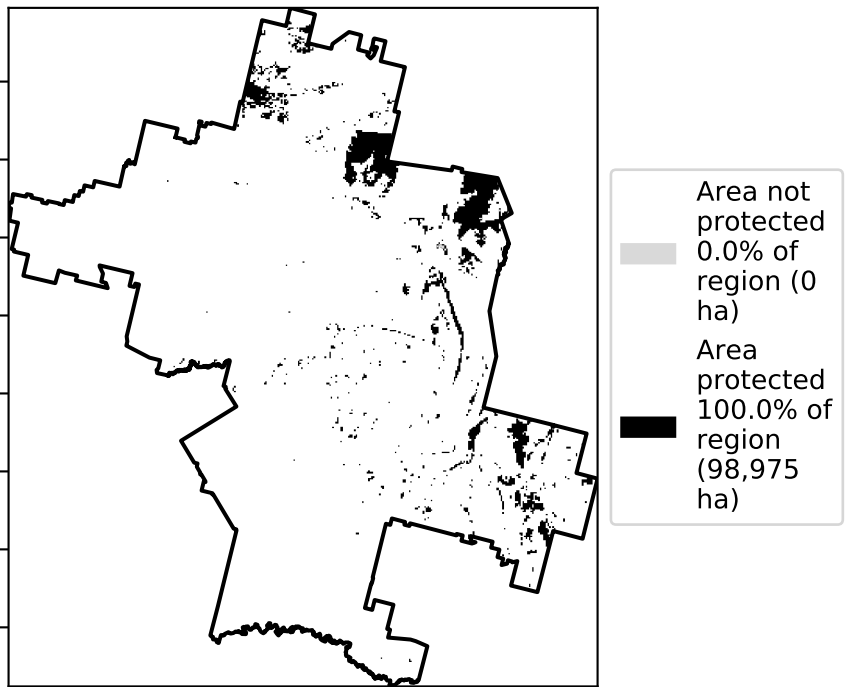 Area not
protected
0.0% of
region (0
ha)
Area
protected
100.0% of
region
(98,975
ha)